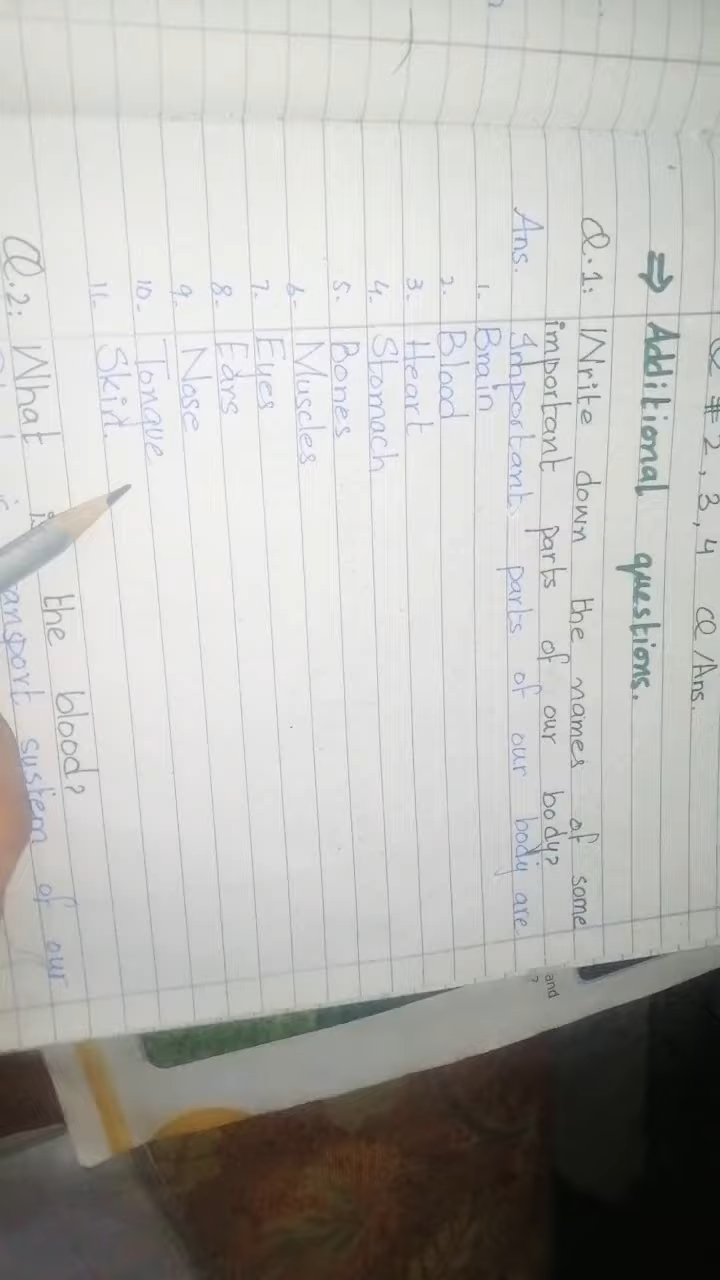 Q # 2, 3, 4 Q/Ans.
⇒ Additional questions.
Q.1: Write down the names of some
important parts of our body?
Ans. Important parts of our body are
1. Brain
2. Blood
3. Heart
4. Stomach
5. Bones
6. Muscles
7. Eyes
8. Ears
9. Nose
10. Tongue
11. Skin.
Q.2: What is the blood?
system of our
and
?